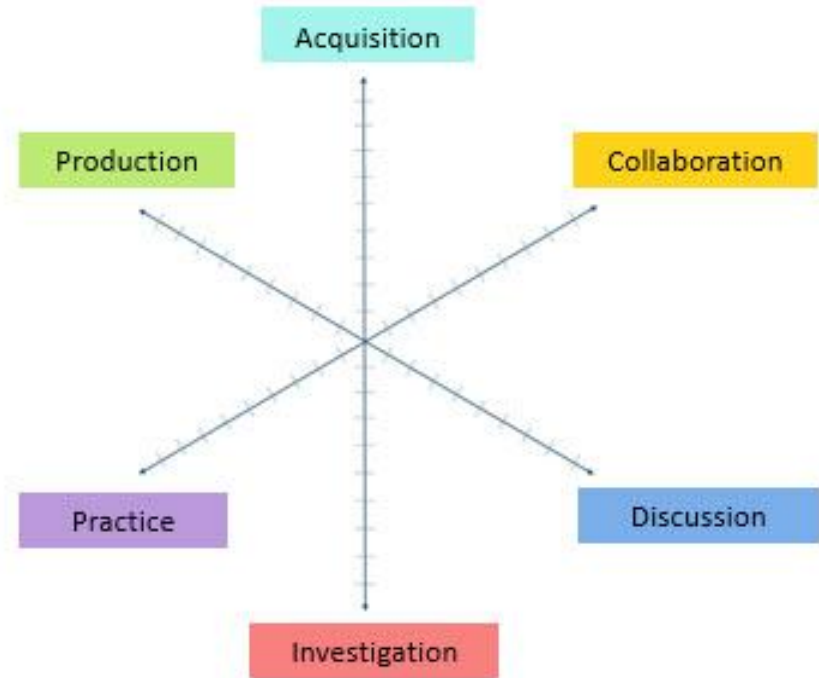 Acquisition
Production
Collaboration
Practice
Discussion
Investigation